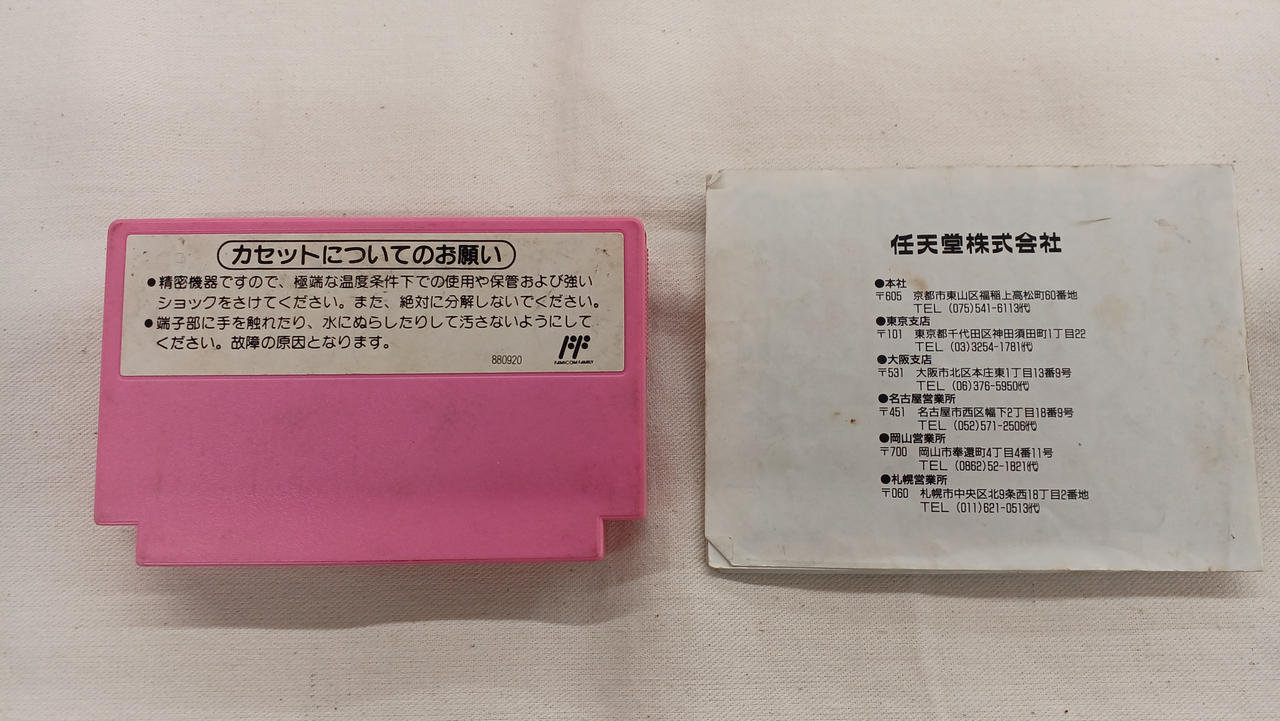 カセットについてのお願い
●精密機器ですので、極端な温度条件下での使用や保管および強い
ショックをさけてください。また、絶対に分解しないでください。
●端子部に手を触れたり、水にぬらしたりして汚さないようにして
ください。故障の原因となります。
880920
FAMICOM FAMILY
任天堂株式会社
●本社
〒605 京都市東山区福稲上高松町60番地
TEL (075)541-6113代
●東京支店
〒101 東京都千代田区神田須田町1丁目22
TEL (03)3254-1781代
●大阪支店
〒531 大阪市北区本庄東1丁目13番9号
TEL (06)376-5950代
●名古屋営業所
〒451 名古屋市西区幅下2丁目18番9号
TEL (052)571-2506代
●岡山営業所
〒700 岡山市奉還町4丁目4番11号
TEL (0862)52-1821代
●札幌営業所
〒060 札幌市中央区北9条西18丁目2番地
TEL (011)621-0513代